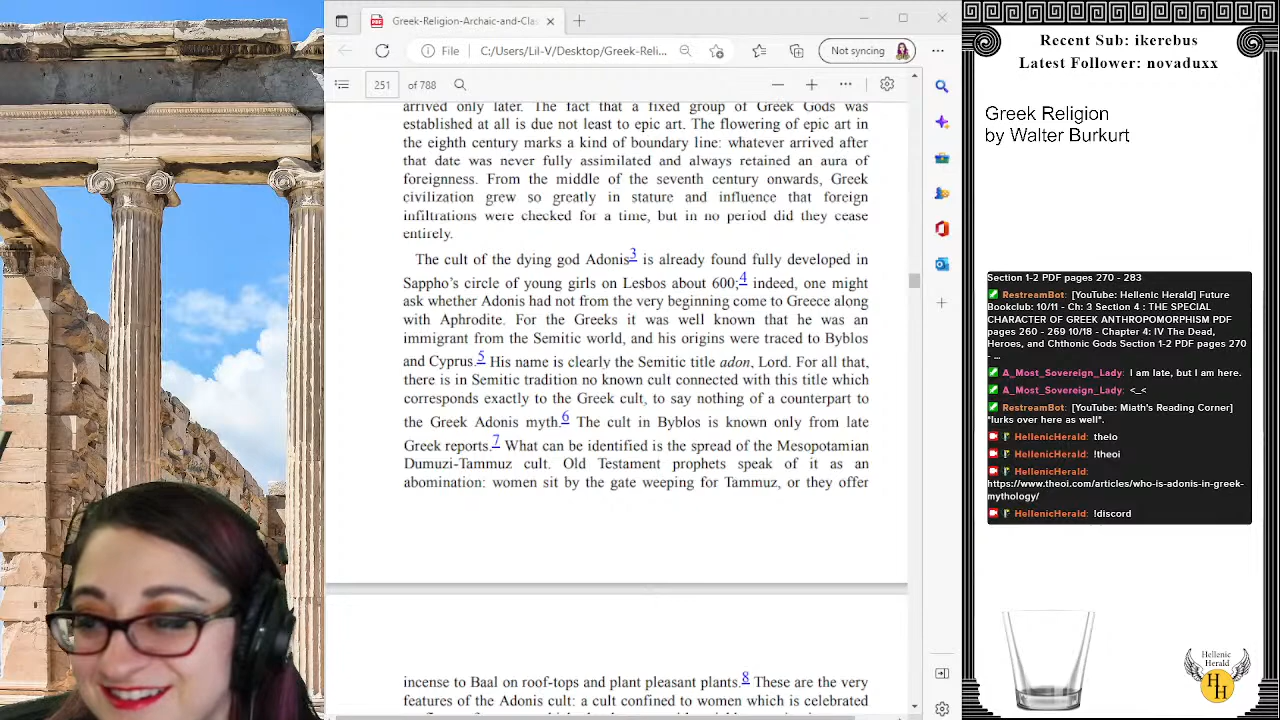 Greek-Religion-Archaic-and-Clas
File
C:/Users/Lil-V/Desktop/Greek-Reli...
Not syncing
251 of 788
arrived only later. The fact that a fixed group of Greek Gods was
established at all is due not least to epic art. The flowering of epic art in
the eighth century marks a kind of boundary line: whatever arrived after
that date was never fully assimilated and always retained an aura of
foreignness. From the middle of the seventh century onwards, Greek
civilization grew so greatly in stature and influence that foreign
infiltrations were checked for a time, but in no period did they cease
entirely.
The cult of the dying god Adonis3 is already found fully developed in
Sappho's circle of young girls on Lesbos about 600;4 indeed, one might
ask whether Adonis had not from the very beginning come to Greece along
with Aphrodite. For the Greeks it was well known that he was an
immigrant from the Semitic world, and his origins were traced to Byblos
and Cyprus.5 His name is clearly the Semitic title adon, Lord. For all that,
there is in Semitic tradition no known cult connected with this title which
corresponds exactly to the Greek cult, to say nothing of a counterpart to
the Greek Adonis myth.6 The cult in Byblos is known only from late
Greek reports.7 What can be identified is the spread of the Mesopotamian
Dumuzi-Tammuz cult. Old Testament prophets speak of it as an
abomination: women sit by the gate weeping for Tammuz, or they offer
incense to Baal on roof-tops and plant pleasant plants.8 These are the very
features of the Adonis cult: a cult confined to women which is celebrated
Recent Sub: ikerebus
Latest Follower: novaduxx
Greek Religion
by Walter Burkurt
Section 1-2 PDF pages 270 - 283
RestreamBot: [YouTube: Hellenic Herald] Future
Bookclub: 10/11 - Ch: 3 Section 4 : THE SPECIAL
CHARACTER OF GREEK ANTHROPOMORPHISM PDF
pages 260 - 269 10/18 - Chapter 4: IV The Dead,
Heroes, and Chthonic Gods Section 1-2 PDF pages 270
- ...
A_Most_Sovereign_Lady: I am late, but I am here.
A_Most_Sovereign_Lady: <_<
RestreamBot: [YouTube: Miath's Reading Corner]
*lurks over here as well*.
HellenicHerald: theio
HellenicHerald: !theoi
HellenicHerald:
https://www.theoi.com/articles/who-is-adonis-in-greek-
mythology/
HellenicHerald: !discord
Hellenic
Herald
HH